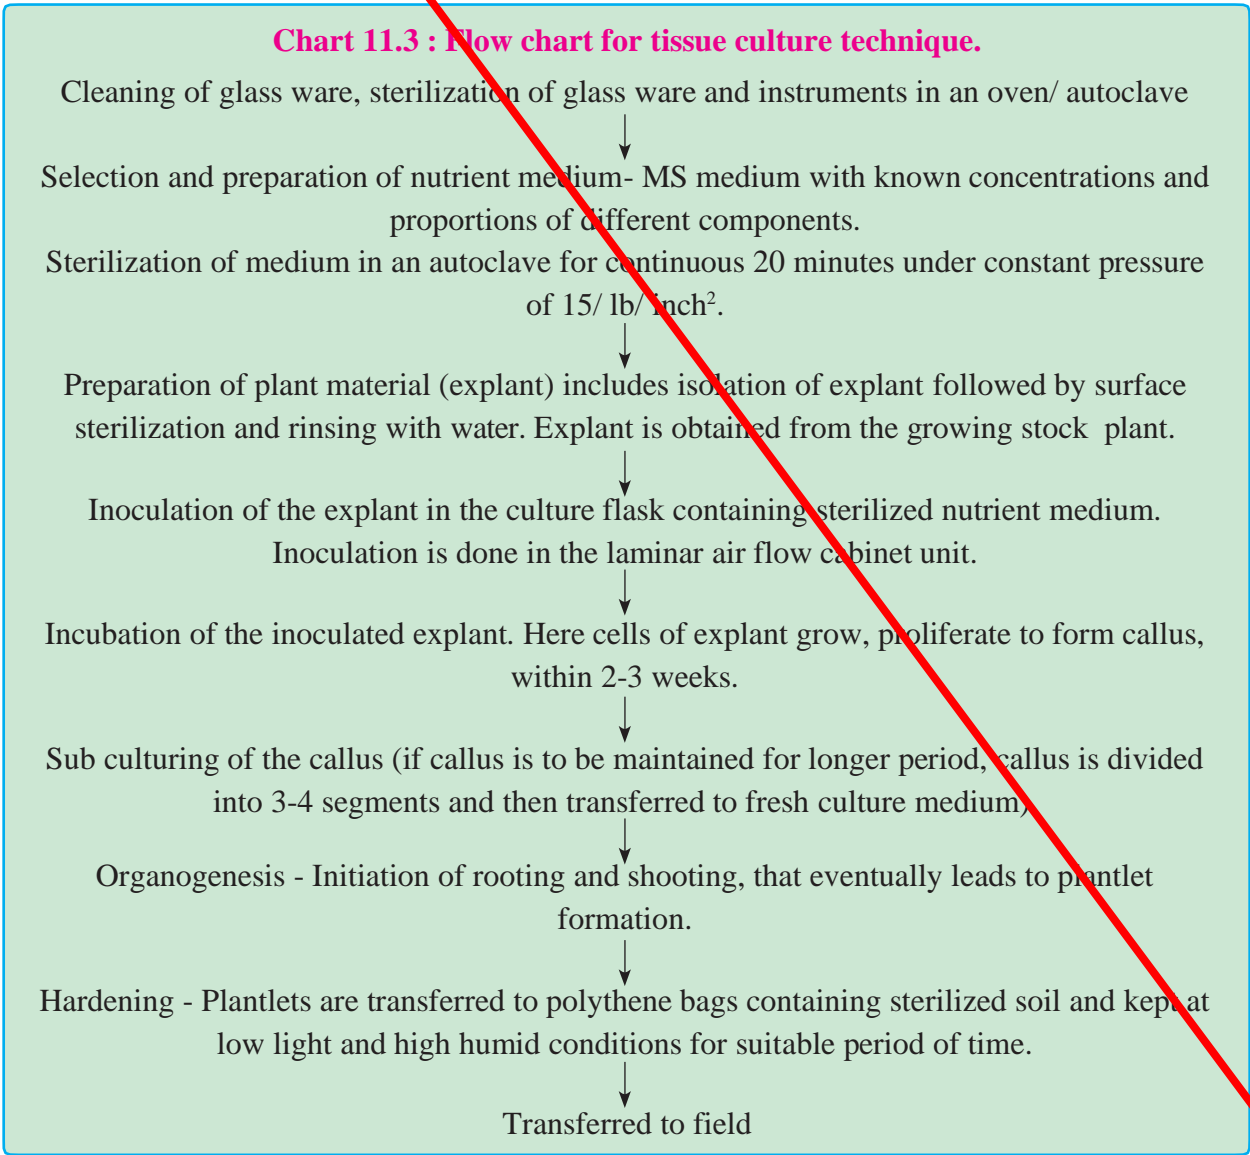 Chart 11.3 : Flow chart for tissue culture technique.
Cleaning of glass ware, sterilization of glass ware and instruments in an oven/ autoclave
Selection and preparation of nutrient medium- MS medium with known concentrations and
proportions of different components.
Sterilization of medium in an autoclave for continuous 20 minutes under constant pressure
of 15/ lb/ inch².
Preparation of plant material (explant) includes isolation of explant followed by surface
sterilization and rinsing with water. Explant is obtained from the growing stock plant.
Inoculation of the explant in the culture flask containing sterilized nutrient medium.
Inoculation is done in the laminar air flow cabinet unit.
Incubation of the inoculated explant. Here cells of explant grow, proliferate to form callus,
within 2-3 weeks.
Sub culturing of the callus (if callus is to be maintained for longer period, callus is divided
into 3-4 segments and then transferred to fresh culture medium)
Organogenesis - Initiation of rooting and shooting, that eventually leads to plantlet
formation.
Hardening - Plantlets are transferred to polythene bags containing sterilized soil and kept at
low light and high humid conditions for suitable period of time.
Transferred to field